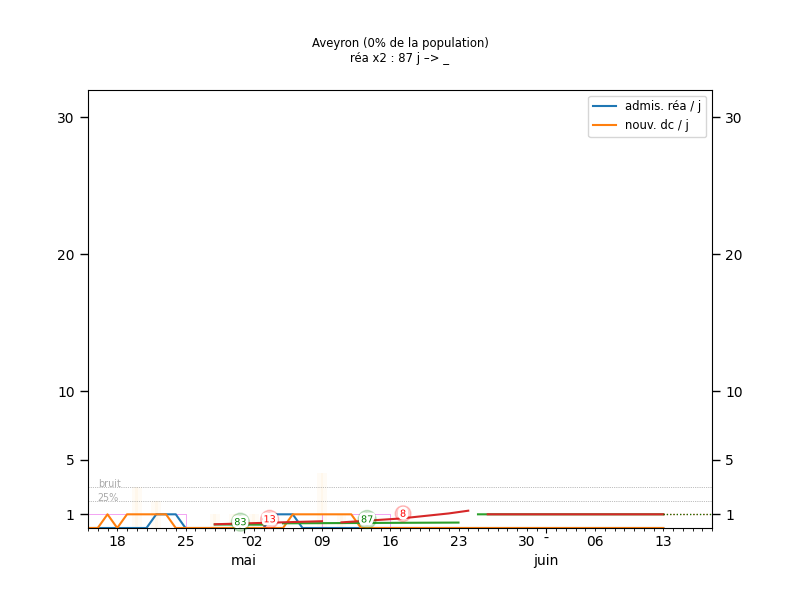 Aveyron (0% de la population)
réa x2 : 87 j –> _
admis. réa / j
nouv. dc / j
30 30
20 20
10 10
5 5
bruit
25%
1 83 13 87 8 1
18 25 02 09 16 23 30 06 13
mai juin